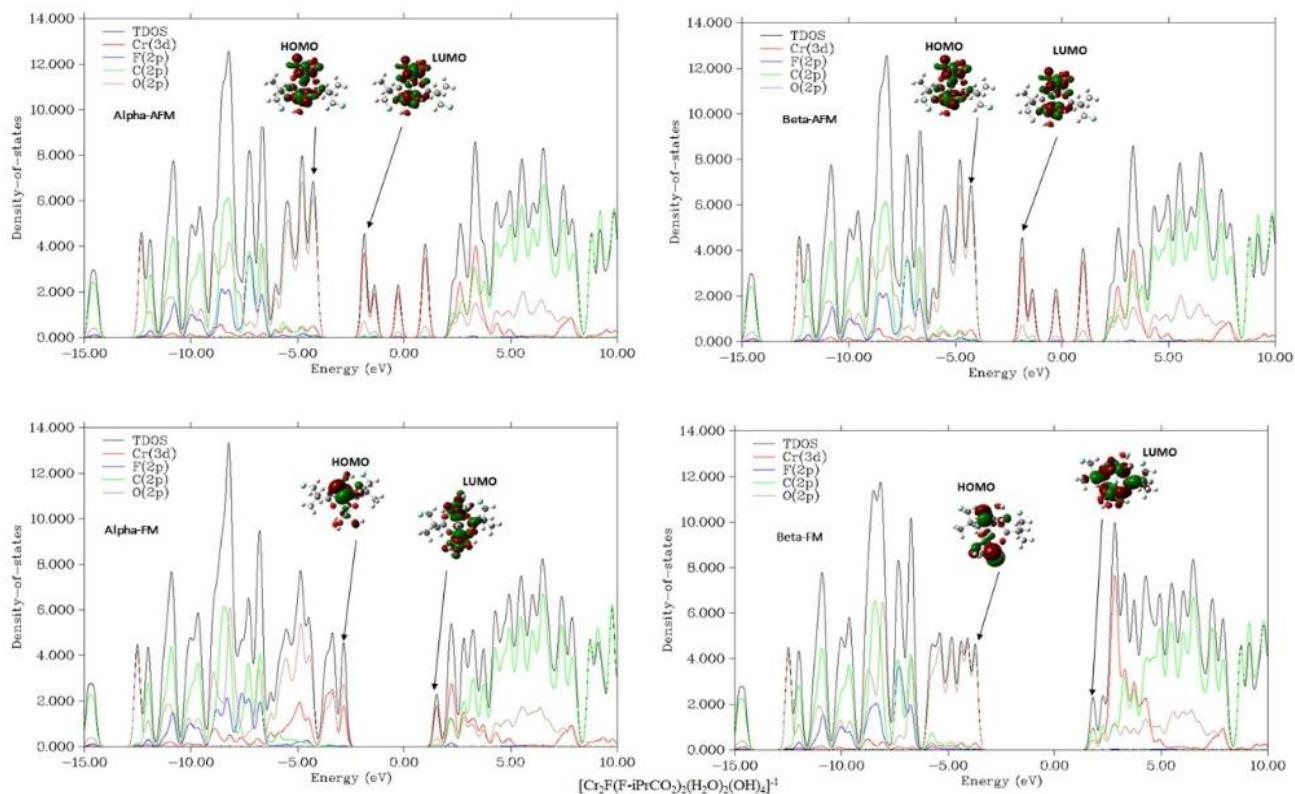 14.000
12.000
10.000
8.000
6.000
4.000
2.000
0.000
Density-of-states
TDOS
Cr(3d)
F(2p)
C(2p)
O(2p)
Alpha-AFM
HOMO
LUMO
-15.00 -10.00 -5.00 0.00 5.00 10.00
Energy (eV)
14.000
12.000
10.000
8.000
6.000
4.000
2.000
0.000
Density-of-states
TDOS
Cr(3d)
F(2p)
C(2p)
O(2p)
Beta-AFM
HOMO
LUMO
-15.00 -10.00 -5.00 0.00 5.00 10.00
Energy (eV)
14.000
12.000
10.000
8.000
6.000
4.000
2.000
0.000
Density-of-states
TDOS
Cr(3d)
F(2p)
C(2p)
O(2p)
Alpha-FM
HOMO
LUMO
-15.00 -10.00 -5.00 0.00 5.00 10.00
Energy (eV)
14.000
12.000
10.000
8.000
6.000
4.000
2.000
0.000
Density-of-states
TDOS
Cr(3d)
F(2p)
C(2p)
O(2p)
Beta-FM
HOMO
LUMO
-15.00 -10.00 -5.00 0.00 5.00 10.00
Energy (eV)
[Cr₂F(F-iPrCO₂)₂(H₂O)₂(OH)₄]⁻¹